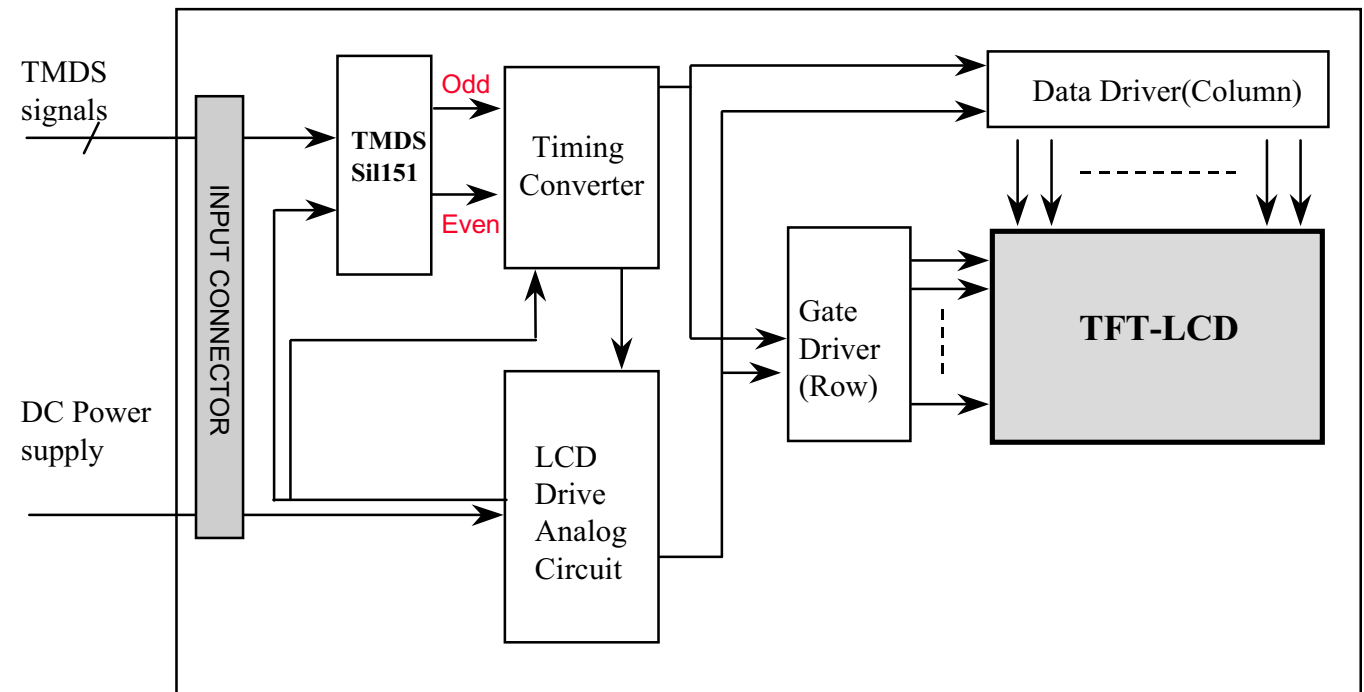 TMDS
signals
INPUT CONNECTOR
TMDS
Sil151
Odd
Even
Timing
Converter
Data Driver(Column)
Gate
Driver
(Row)
TFT-LCD
DC Power
supply
LCD
Drive
Analog
Circuit